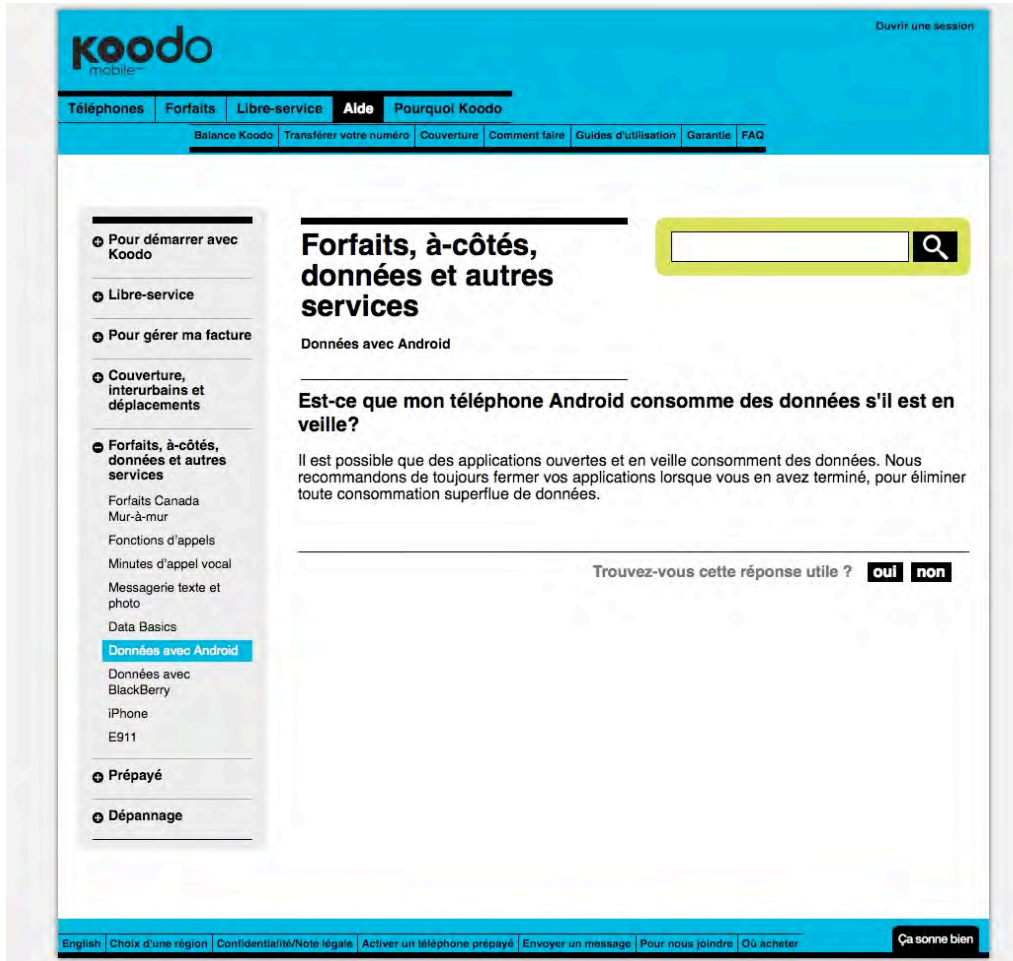 Ouvrir une session
koodo
mobile
Téléphones Forfaits Libre-service Aide Pourquoi Koodo
Balance Koodo Transférer votre numéro Couverture Comment faire Guides d'utilisation Garantie FAQ
Pour démarrer avec
Koodo
Libre-service
Pour gérer ma facture
Couverture,
interurbains et
déplacements
Forfaits, à-côtés,
données et autres
services
Forfaits Canada
Mur-à-mur
Fonctions d'appels
Minutes d'appel vocal
Messagerie texte et
photo
Data Basics
Données avec Android
Données avec
BlackBerry
iPhone
E911
Prépayé
Dépannage
Forfaits, à-côtés,
données et autres
services
Données avec Android
Est-ce que mon téléphone Android consomme des données s'il est en
veille?
Il est possible que des applications ouvertes et en veille consomment des données. Nous
recommandons de toujours fermer vos applications lorsque vous en avez terminé, pour éliminer
toute consommation superflue de données.
Trouvez-vous cette réponse utile ? oui non
English Choix d'une région Confidentialité/Note légale Activer un téléphone prépayé Envoyer un message Pour nous joindre Où acheter
Ça sonne bien